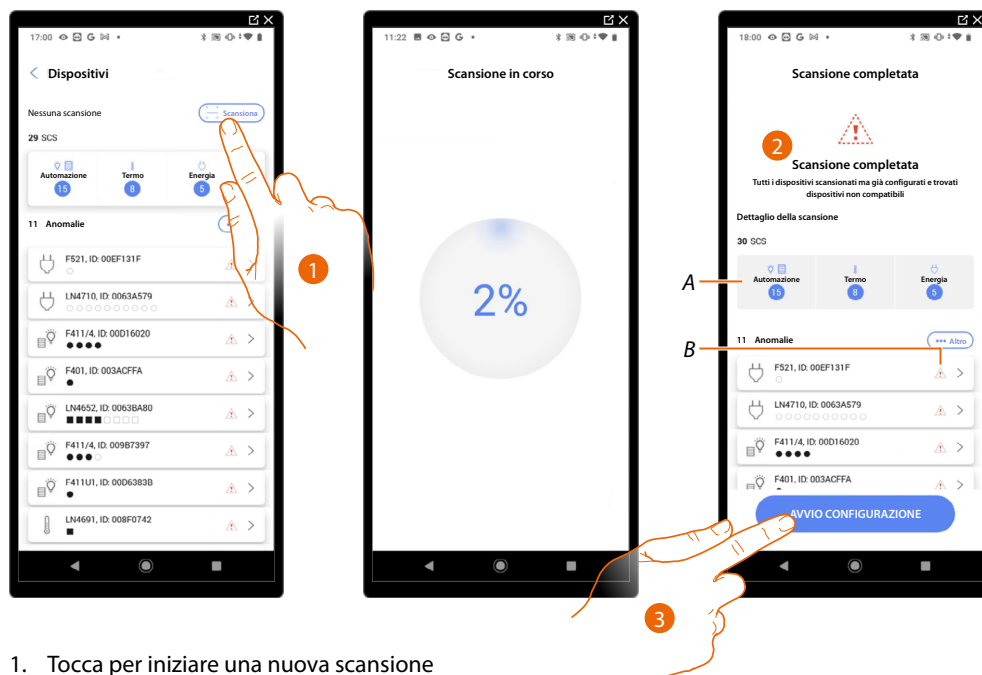 17:00
Dispositivi
Nessuna scansione
Scansiona
29 SCS
Automazione
Termo
Energia
15
8
5
11 Anomalie
F521, ID: 00EF131F
LN4710, ID: 0063A579
F411/4, ID: 00D16020
F401, ID: 003ACFFA
LN4652, ID: 0063BA80
F411/4, ID: 009B7397
F411U1, ID: 00D6383B
LN4691, ID: 008F0742
1
11:22
Scansione in corso
2%
18:00
Scansione completata
2
Scansione completata
Tutti i dispositivi scansionati ma già configurati e trovati
dispositivi non compatibili
Dettaglio della scansione
30 SCS
A
Automazione
Termo
Energia
15
8
5
B
11 Anomalie
Altro
F521, ID: 00EF131F
LN4710, ID: 0063A579
F411/4, ID: 00D16020
F401, ID: 003ACFFA
AVVIO CONFIGURAZIONE
3
1. Tocca per iniziare una nuova scansione